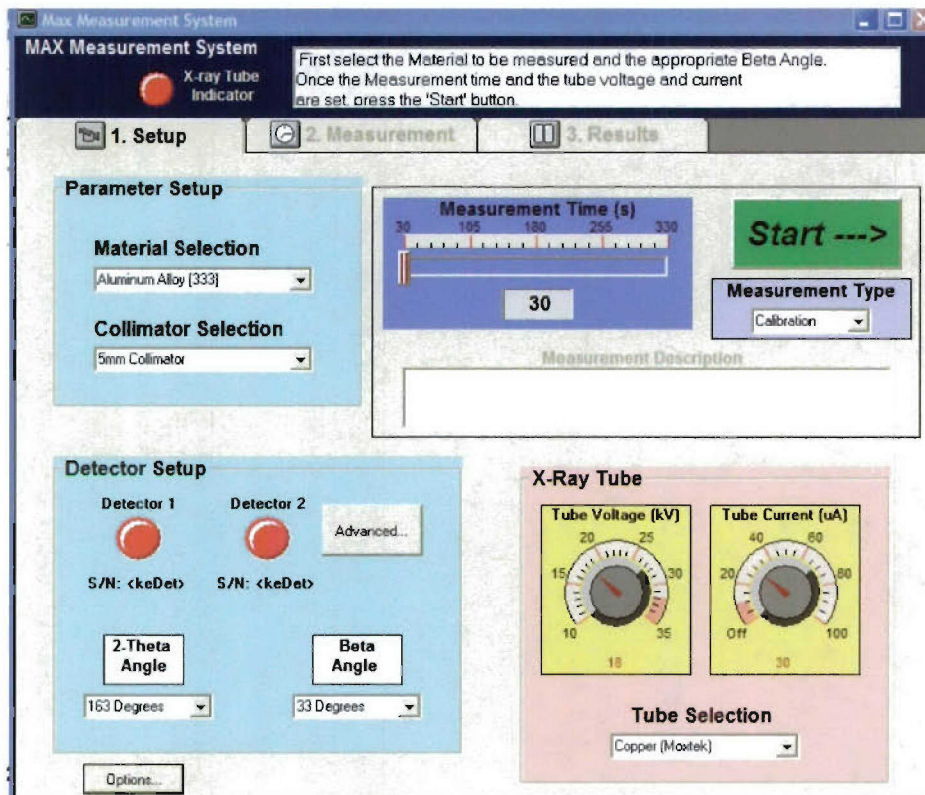 Max Measurement System
MAX Measurement System
X-ray Tube
Indicator
First select the Material to be measured and the appropriate Beta Angle.
Once the Measurement time and the tube voltage and current
are set, press the 'Start' button.
1. Setup
2. Measurement
3. Results
Parameter Setup
Material Selection
Aluminum Alloy [333]
Collimator Selection
5mm Collimator
Measurement Time (s)
30 105 180 255 330
30
Start --->
Measurement Type
Calibration
Measurement Description
Detector Setup
Detector 1
Detector 2
Advanced...
S/N: <keDet>
S/N: <keDet>
2-Theta
Angle
Beta
Angle
163 Degrees
33 Degrees
Options...
X-Ray Tube
Tube Voltage (kV)
10 15 20 25 30 35
18
Tube Current (uA)
Off 20 40 60 80 100
30
Tube Selection
Copper (Moxtek)